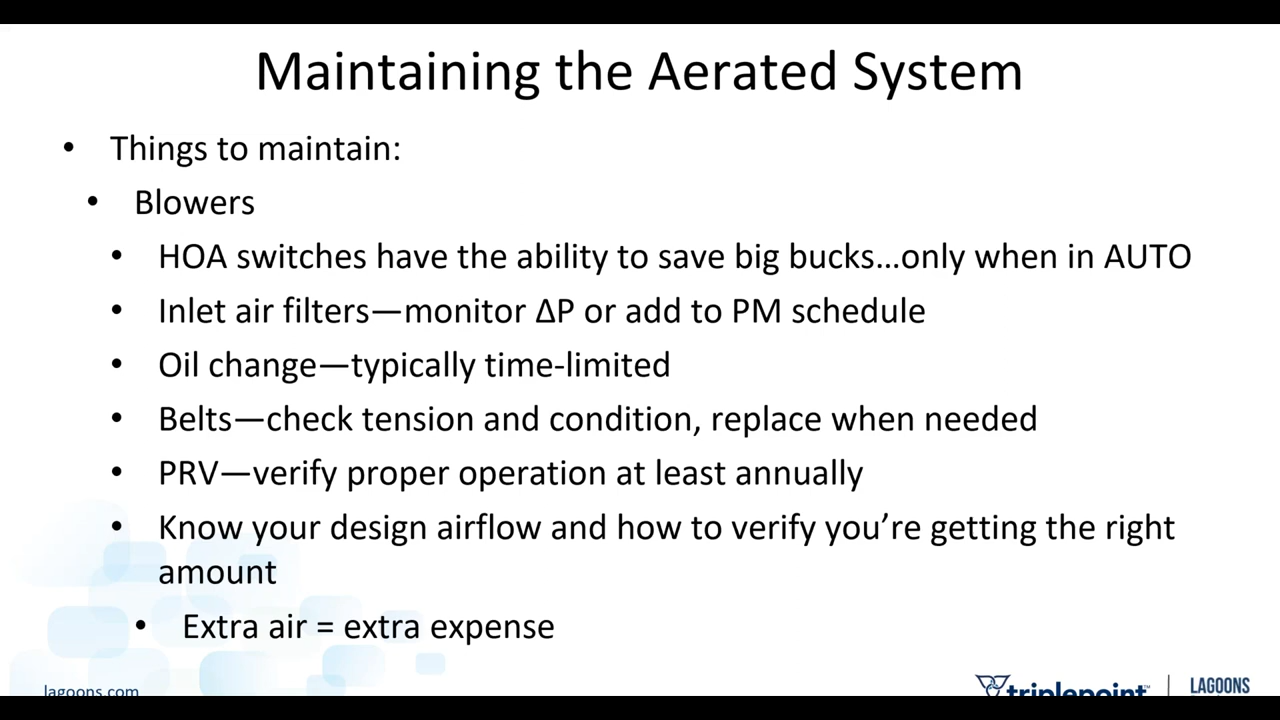 Maintaining the Aerated System
• Things to maintain:
• Blowers
• HOA switches have the ability to save big bucks…only when in AUTO
• Inlet air filters—monitor ΔP or add to PM schedule
• Oil change—typically time-limited
• Belts—check tension and condition, replace when needed
• PRV—verify proper operation at least annually
• Know your design airflow and how to verify you’re getting the right
amount
• Extra air = extra expense
lagoons.com
triplepoint™ | LAGOONS